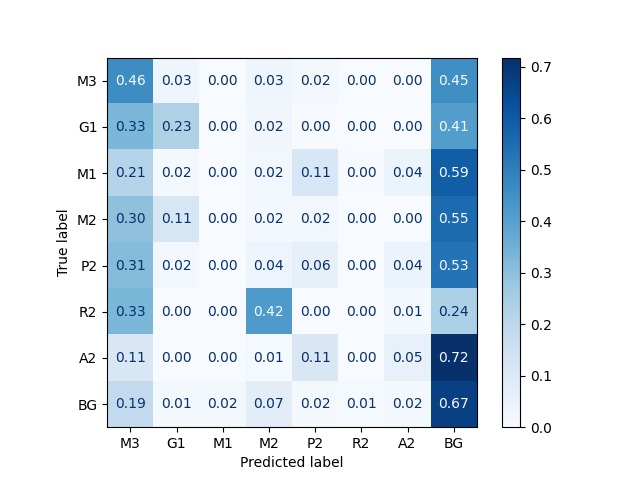 M3 0.46 0.03 0.00 0.03 0.02 0.00 0.00 0.45
G1 0.33 0.23 0.00 0.02 0.00 0.00 0.00 0.41
M1 0.21 0.02 0.00 0.02 0.11 0.00 0.04 0.59
M2 0.30 0.11 0.00 0.02 0.02 0.00 0.00 0.55
P2 0.31 0.02 0.00 0.04 0.06 0.00 0.04 0.53
R2 0.33 0.00 0.00 0.42 0.00 0.00 0.01 0.24
A2 0.11 0.00 0.00 0.01 0.11 0.00 0.05 0.72
BG 0.19 0.01 0.02 0.07 0.02 0.01 0.02 0.67
M3 G1 M1 M2 P2 R2 A2 BG
Predicted label
True label
0.7
0.6
0.5
0.4
0.3
0.2
0.1
0.0